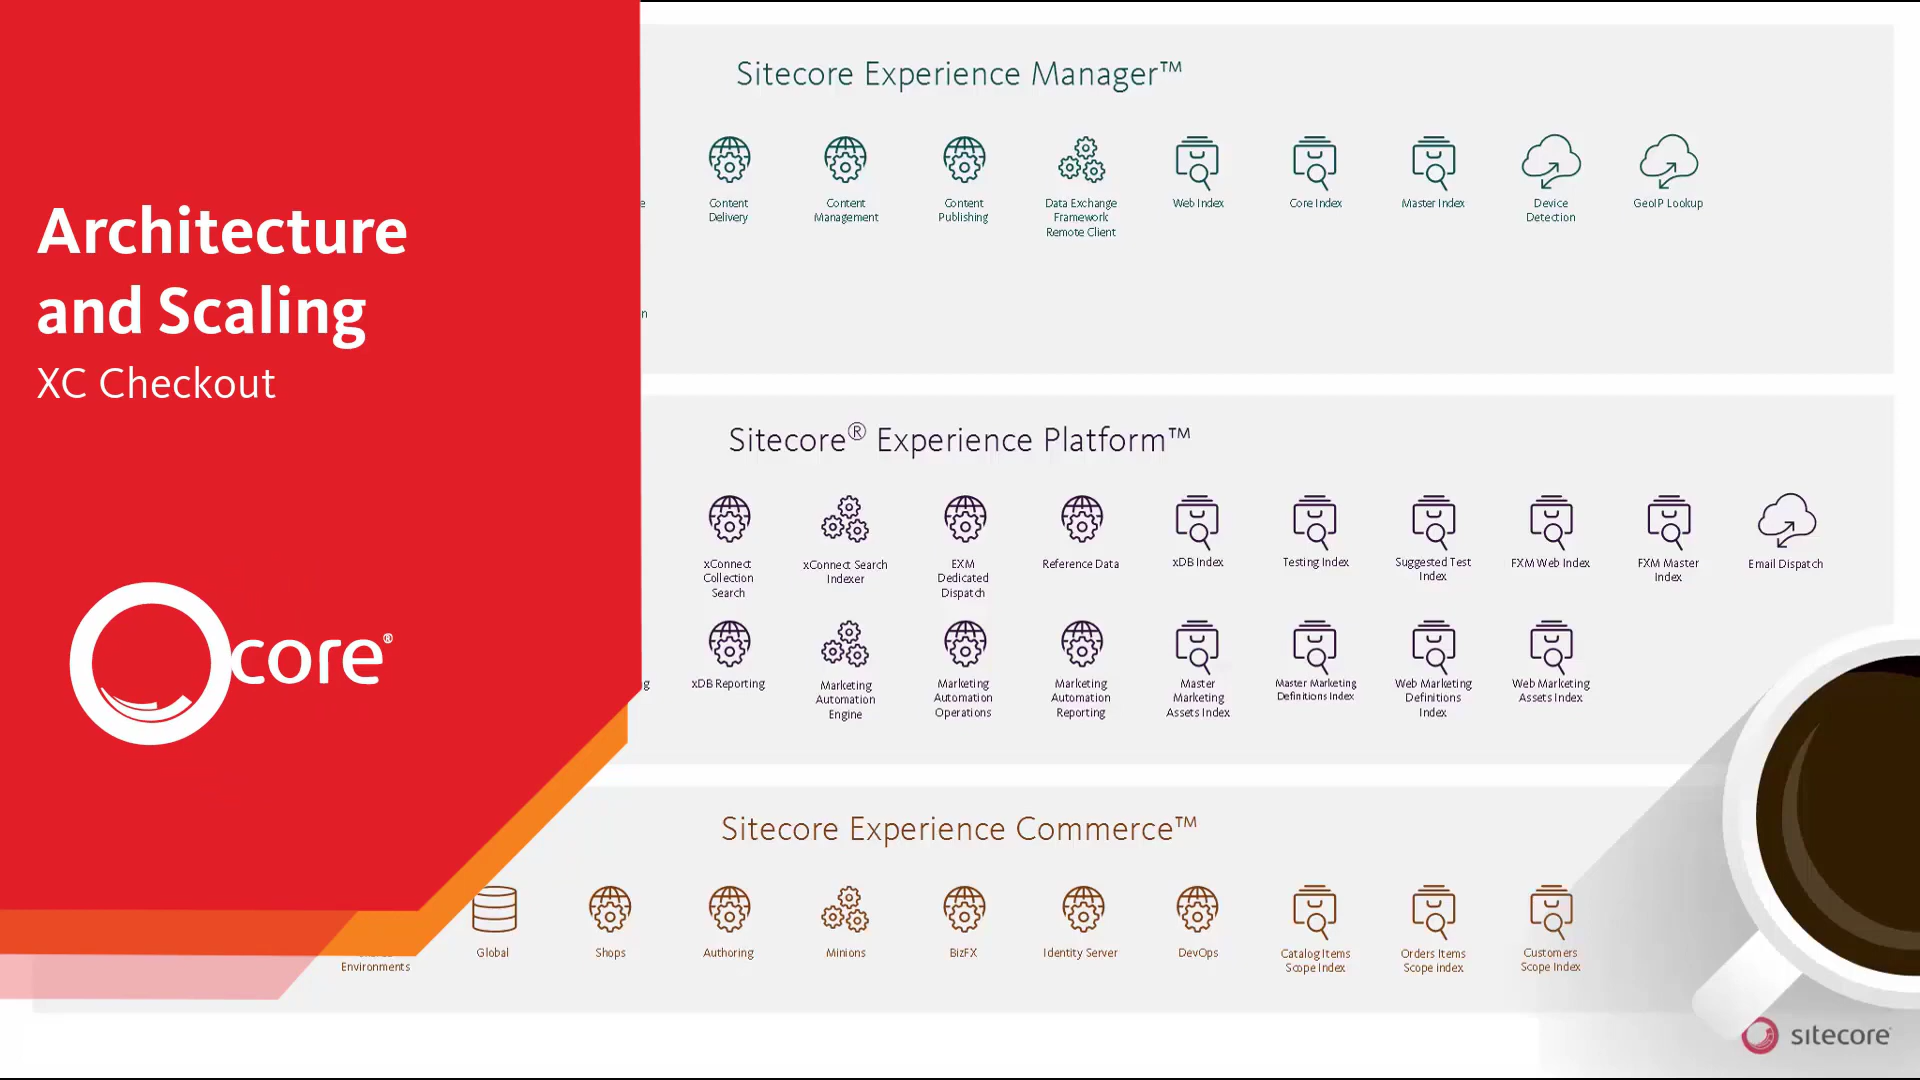 Architecture
and Scaling
XC Checkout
core®
Sitecore Experience Manager™
Content
Delivery
Content
Management
Content
Publishing
Data Exchange
Framework
Remote Client
Web Index
Core Index
Master Index
Device
Detection
GeoIP Lookup
Sitecore® Experience Platform™
xConnect
Collection
Search
xConnect Search
Indexer
EXM
Dedicated
Dispatch
Reference Data
xDB Index
Testing Index
Suggested Test
Index
FXM Web Index
FXM Master
Index
Email Dispatch
xDB Reporting
Marketing
Automation
Engine
Marketing
Automation
Operations
Marketing
Automation
Reporting
Master
Marketing
Assets Index
Master Marketing
Definitions Index
Web Marketing
Definitions
Index
Web Marketing
Assets Index
Sitecore Experience Commerce™
Environments
Global
Shops
Authoring
Minions
BizFX
Identity Server
DevOps
Catalog Items
Scope Index
Orders Items
Scope index
Customers
Scope Index
sitecore